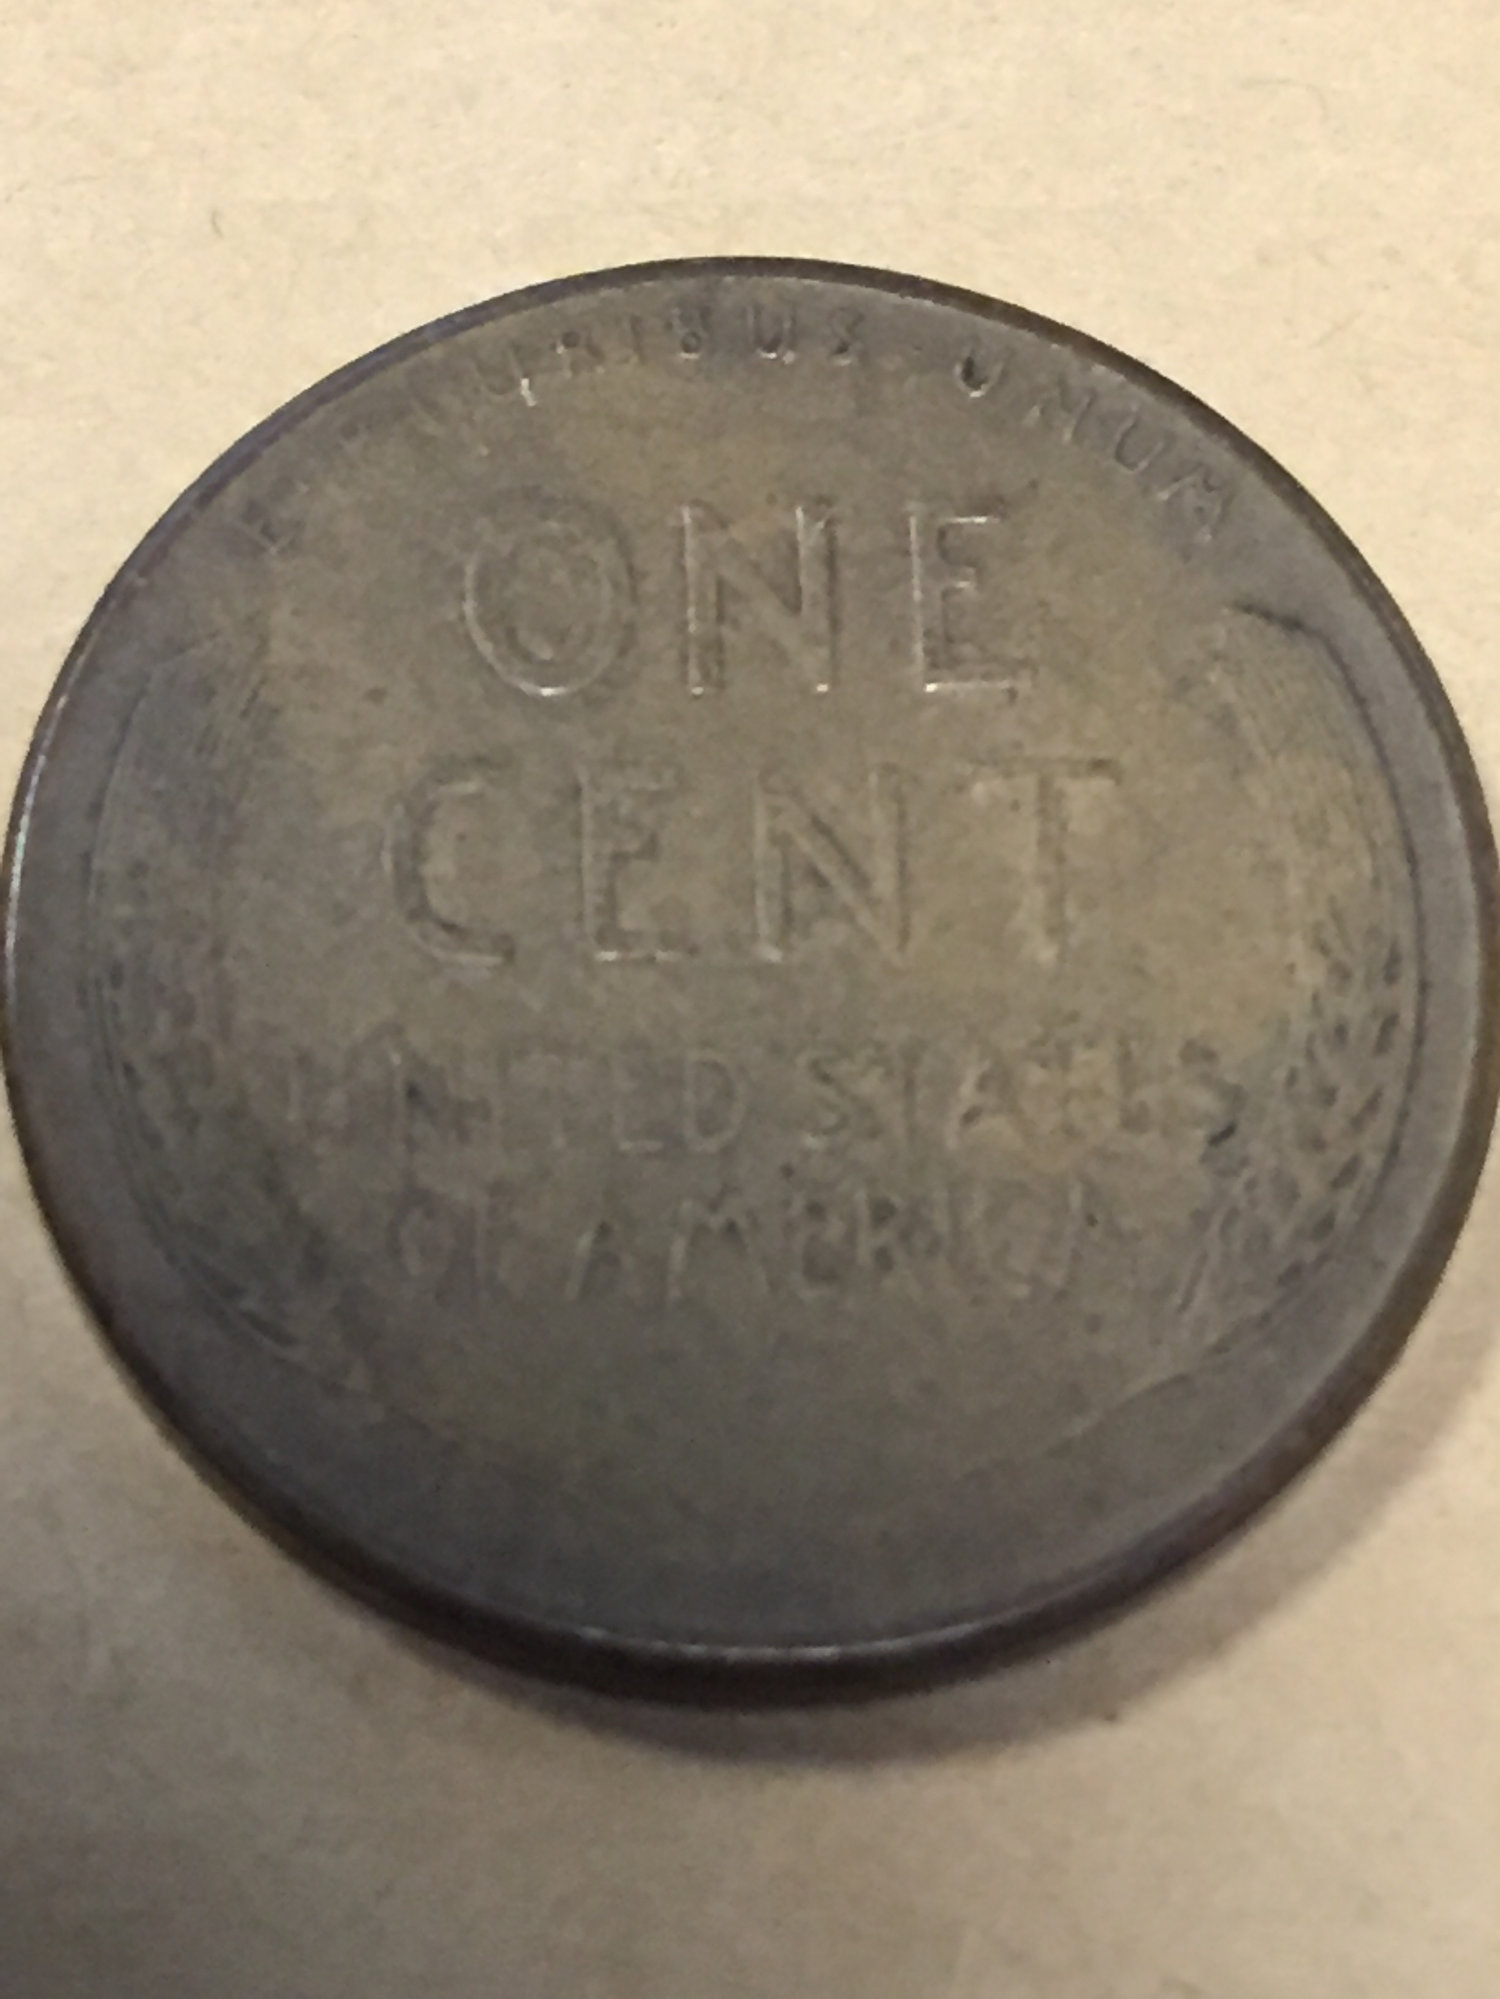 E · PLURIBUS · UNUM
ONE
CENT
UNITED STATES
OF AMERICA